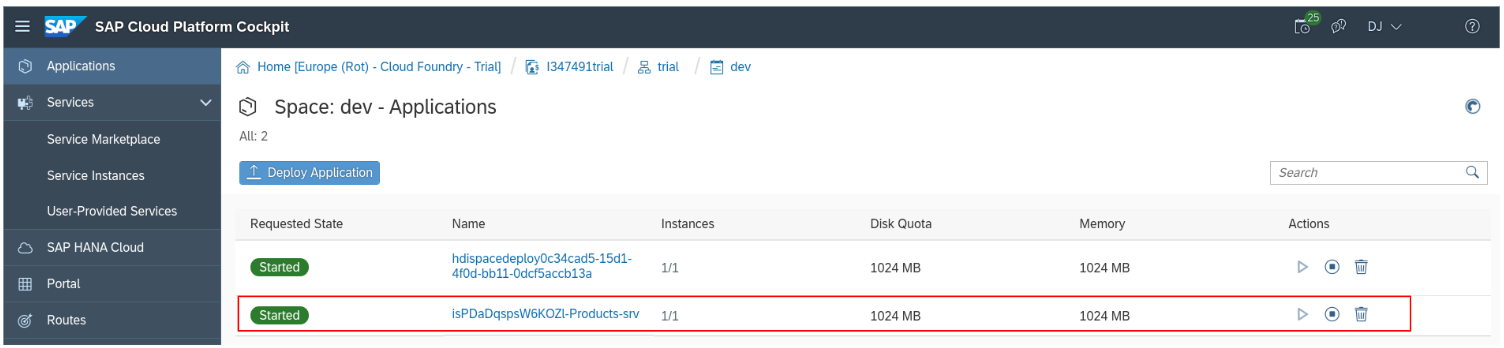 SAP SAP Cloud Platform Cockpit 25 DJ
Applications
Home [Europe (Rot) - Cloud Foundry - Trial] / I347491trial / trial / dev
Services
Space: dev - Applications
All: 2
Service Marketplace
Deploy Application Search
Service Instances
User-Provided Services
Requested State Name Instances Disk Quota Memory Actions
SAP HANA Cloud
Started hdispacedeploy0c34cad5-15d1-
4f0d-bb11-0dcf5accb13a 1/1 1024 MB 1024 MB
Portal
Started isPDaDqspsW6KOZl-Products-srv 1/1 1024 MB 1024 MB
Routes